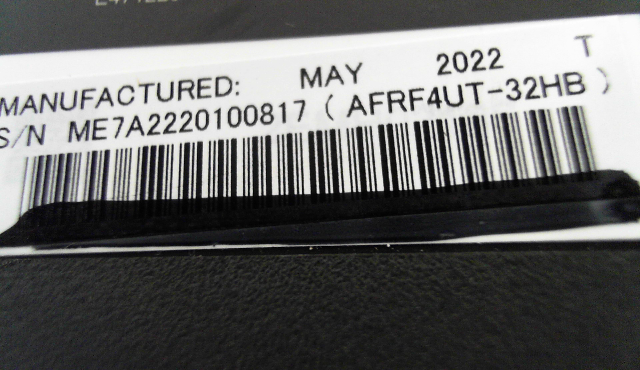 MANUFACTURED: MAY 2022 T
S/N ME7A2220100817 ( AFRF4UT-32HB )